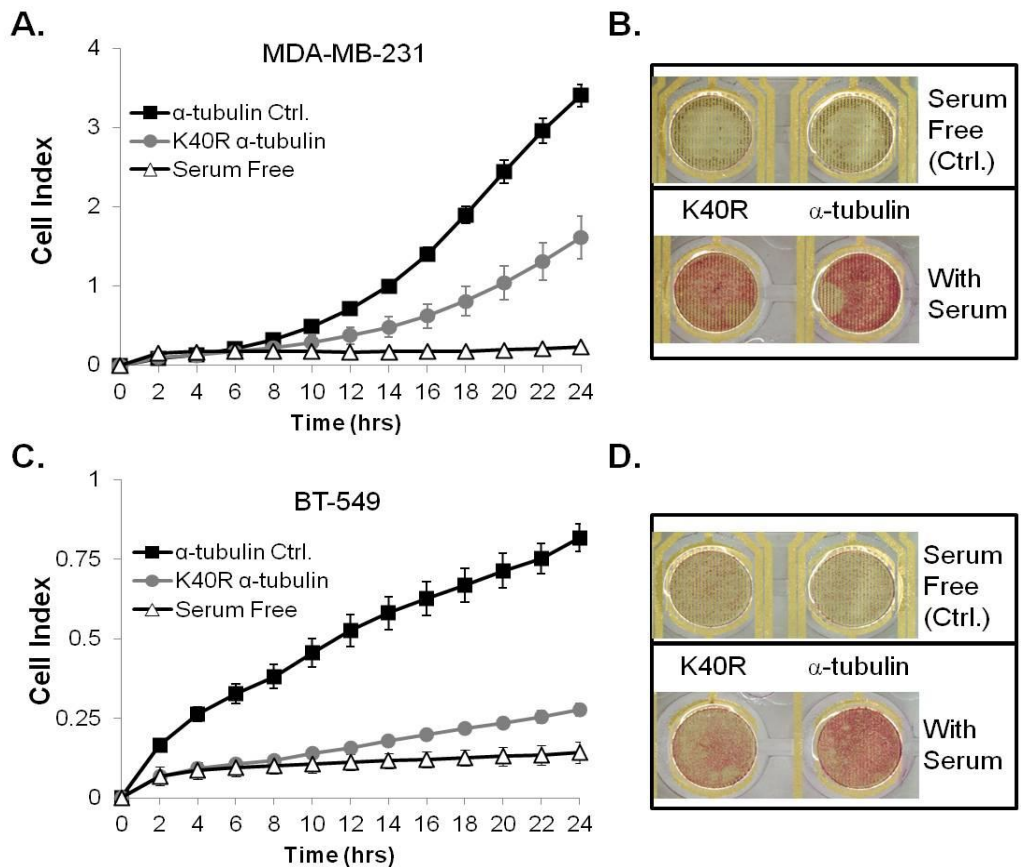 A.
MDA-MB-231
α-tubulin Ctrl.
K40R α-tubulin
Serum Free
Cell Index
4
3
2
1
0
0 2 4 6 8 10 12 14 16 18 20 22 24
Time (hrs)
B.
Serum
Free
(Ctrl.)
K40R α-tubulin
With
Serum
C.
BT-549
α-tubulin Ctrl.
K40R α-tubulin
Serum Free
Cell Index
1
0.75
0.5
0.25
0
0 2 4 6 8 10 12 14 16 18 20 22 24
Time (hrs)
D.
Serum
Free
(Ctrl.)
K40R α-tubulin
With
Serum